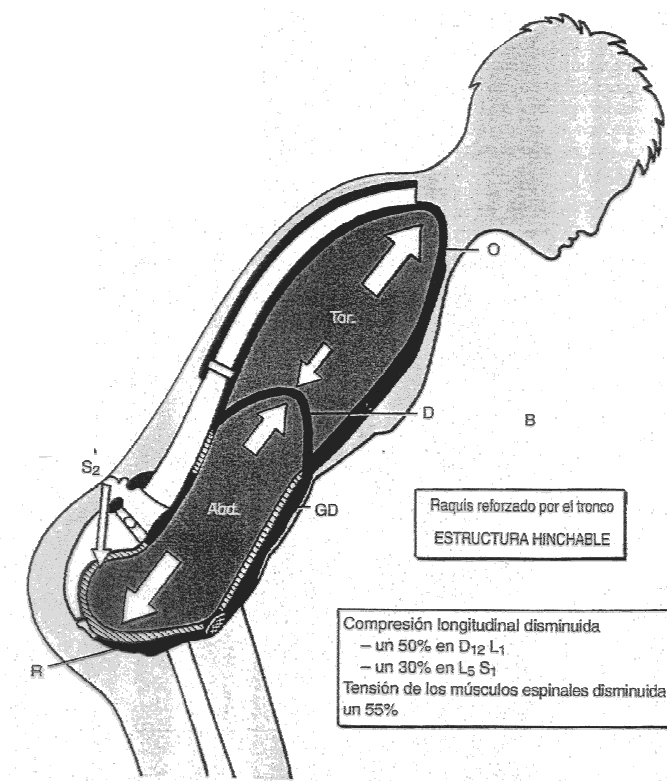 O
Tor.
D
B
S2
Abd.
GD
Raquis reforzado por el tronco
ESTRUCTURA HINCHABLE
Compresión longitudinal disminuida
– un 50% en D12 L1
– un 30% en L5 S1
Tensión de los músculos espinales disminuida
un 55%
R